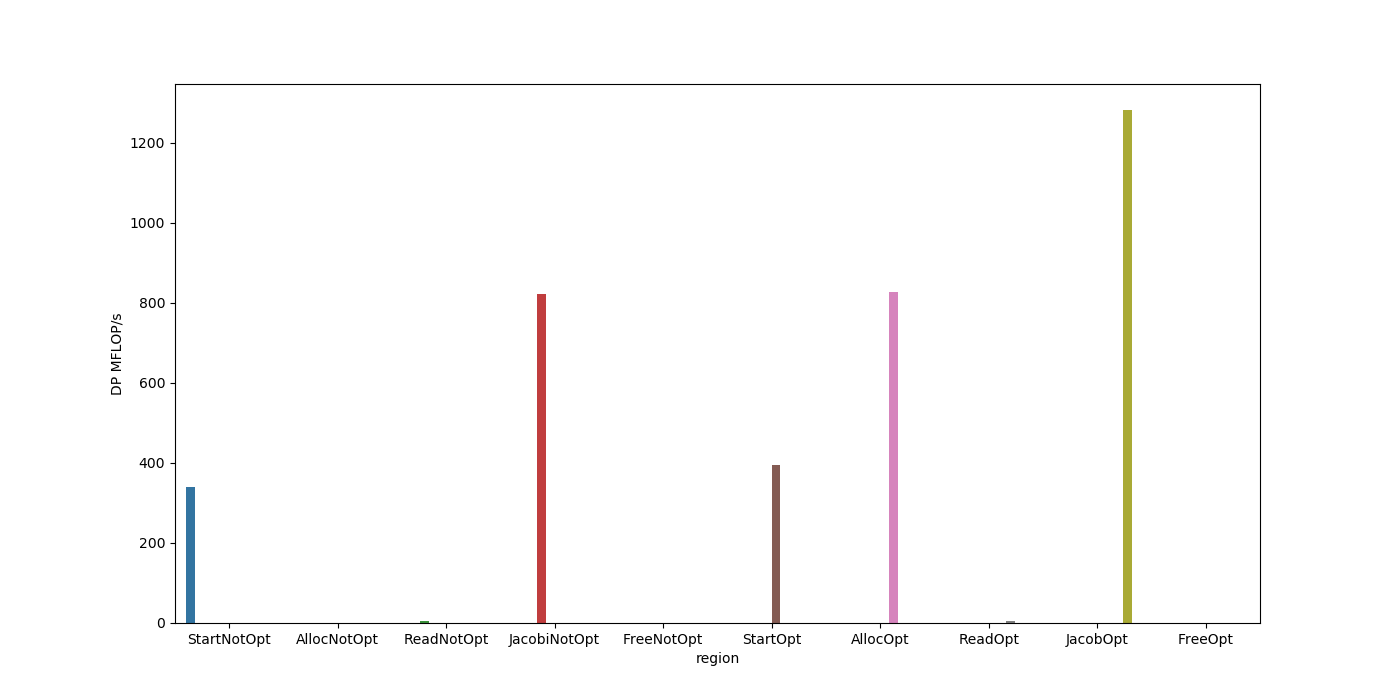 1200
1000
800
600
400
200
0
DP MFLOP/s
StartNotOpt AllocNotOpt ReadNotOpt JacobiNotOpt FreeNotOpt StartOpt AllocOpt ReadOpt JacobOpt FreeOpt
region